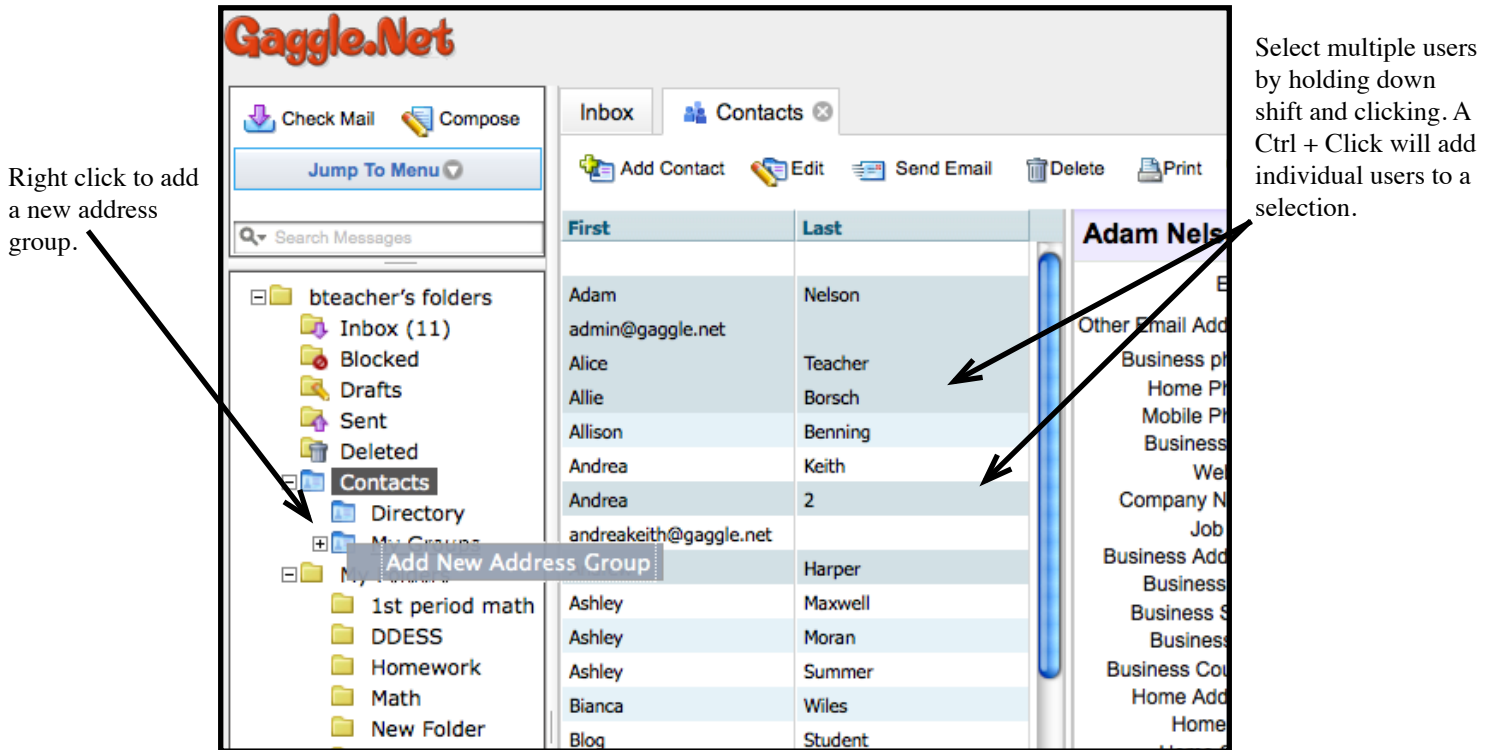 Right click to add
a new address
group.
Gaggle.Net
Check Mail
Compose
Jump To Menu
Search Messages
bteacher's folders
Inbox (11)
Blocked
Drafts
Sent
Deleted
Contacts
Directory
My Groups
Add New Address Group
My
1st period math
DDESS
Homework
Math
New Folder
Inbox
Contacts
Add Contact
Edit
Send Email
Delete
Print
First Last
Adam Nelson
admin@gaggle.net
Alice Teacher
Allie Borsch
Allison Benning
Andrea Keith
Andrea 2
andreakeith@gaggle.net
Harper
Ashley Maxwell
Ashley Moran
Ashley Summer
Bianca Wiles
Blog Student
Adam Nels
E
Other Email Add
Business ph
Home Ph
Mobile Ph
Business
Wel
Company N
Job
Business Add
Business
Business S
Business
Business Cou
Home Add
Home
Select multiple users
by holding down
shift and clicking. A
Ctrl + Click will add
individual users to a
selection.